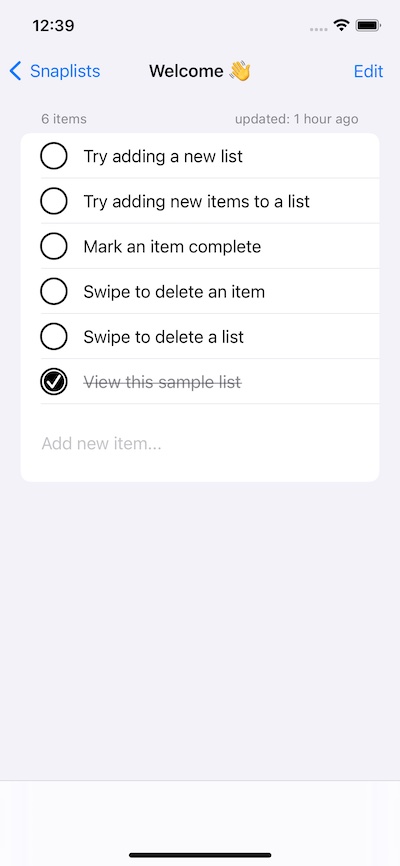 12:39
Snaplists
Welcome 👋
Edit
6 items
updated: 1 hour ago
Try adding a new list
Try adding new items to a list
Mark an item complete
Swipe to delete an item
Swipe to delete a list
View this sample list
Add new item...